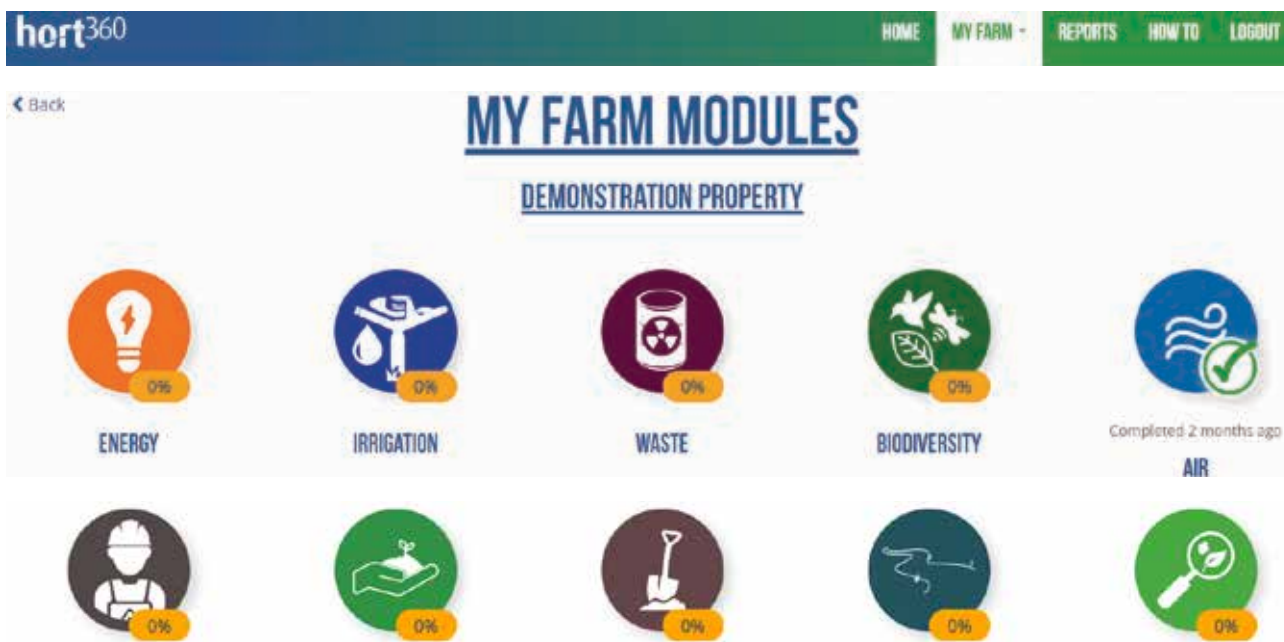 hort360
HOME MY FARM REPORTS HOW TO LOGOUT
Back
MY FARM MODULES
DEMONSTRATION PROPERTY
0% 0% 0% 0%
Completed 2 months ago
ENERGY IRRIGATION WASTE BIODIVERSITY AIR
0% 0% 0% 0% 0%